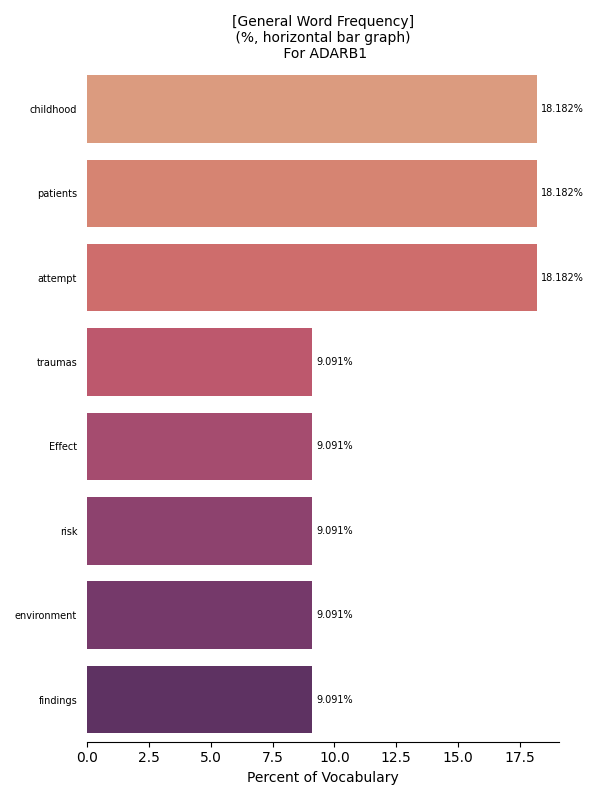 [General Word Frequency]
(%, horizontal bar graph)
For ADARB1
childhood 18.182%
patients 18.182%
attempt 18.182%
traumas 9.091%
Effect 9.091%
risk 9.091%
environment 9.091%
findings 9.091%
0.0 2.5 5.0 7.5 10.0 12.5 15.0 17.5
Percent of Vocabulary